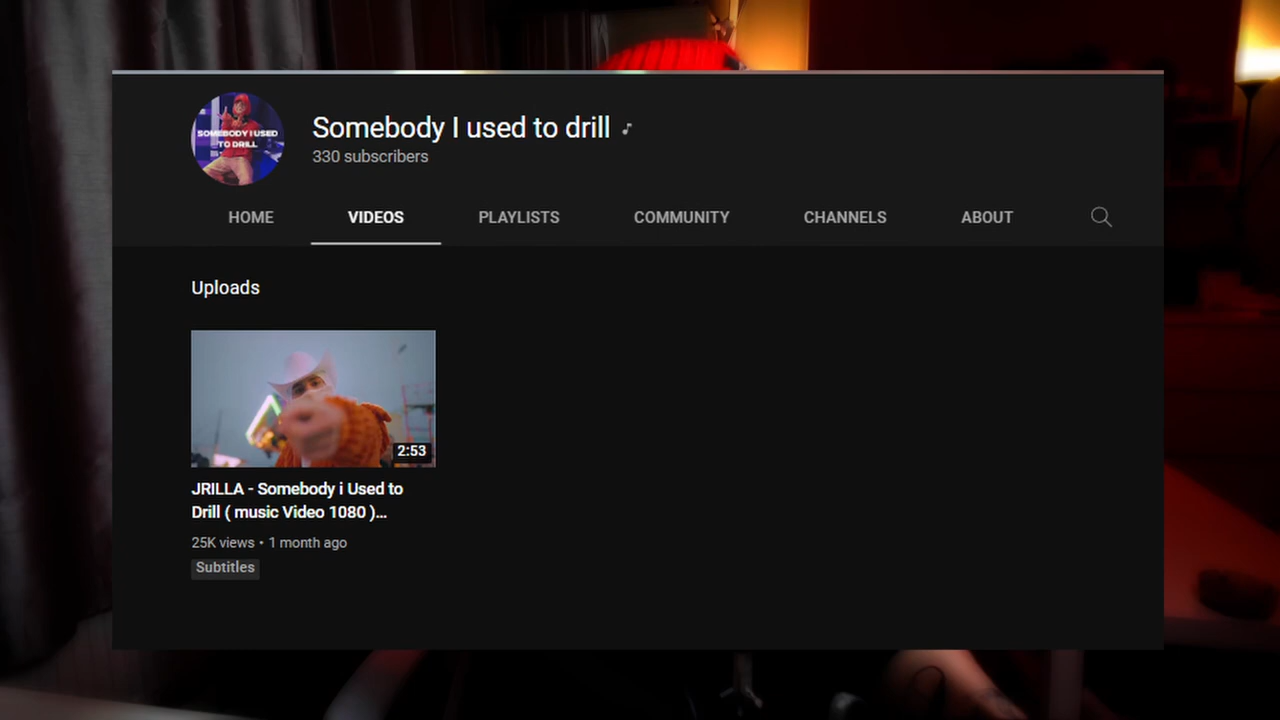 SOMEBODY I USED
TO DRILL
Somebody I used to drill
330 subscribers
HOME VIDEOS PLAYLISTS COMMUNITY CHANNELS ABOUT
Uploads
2:53
JRILLA - Somebody i Used to
Drill ( music Video 1080 )...
25K views • 1 month ago
Subtitles